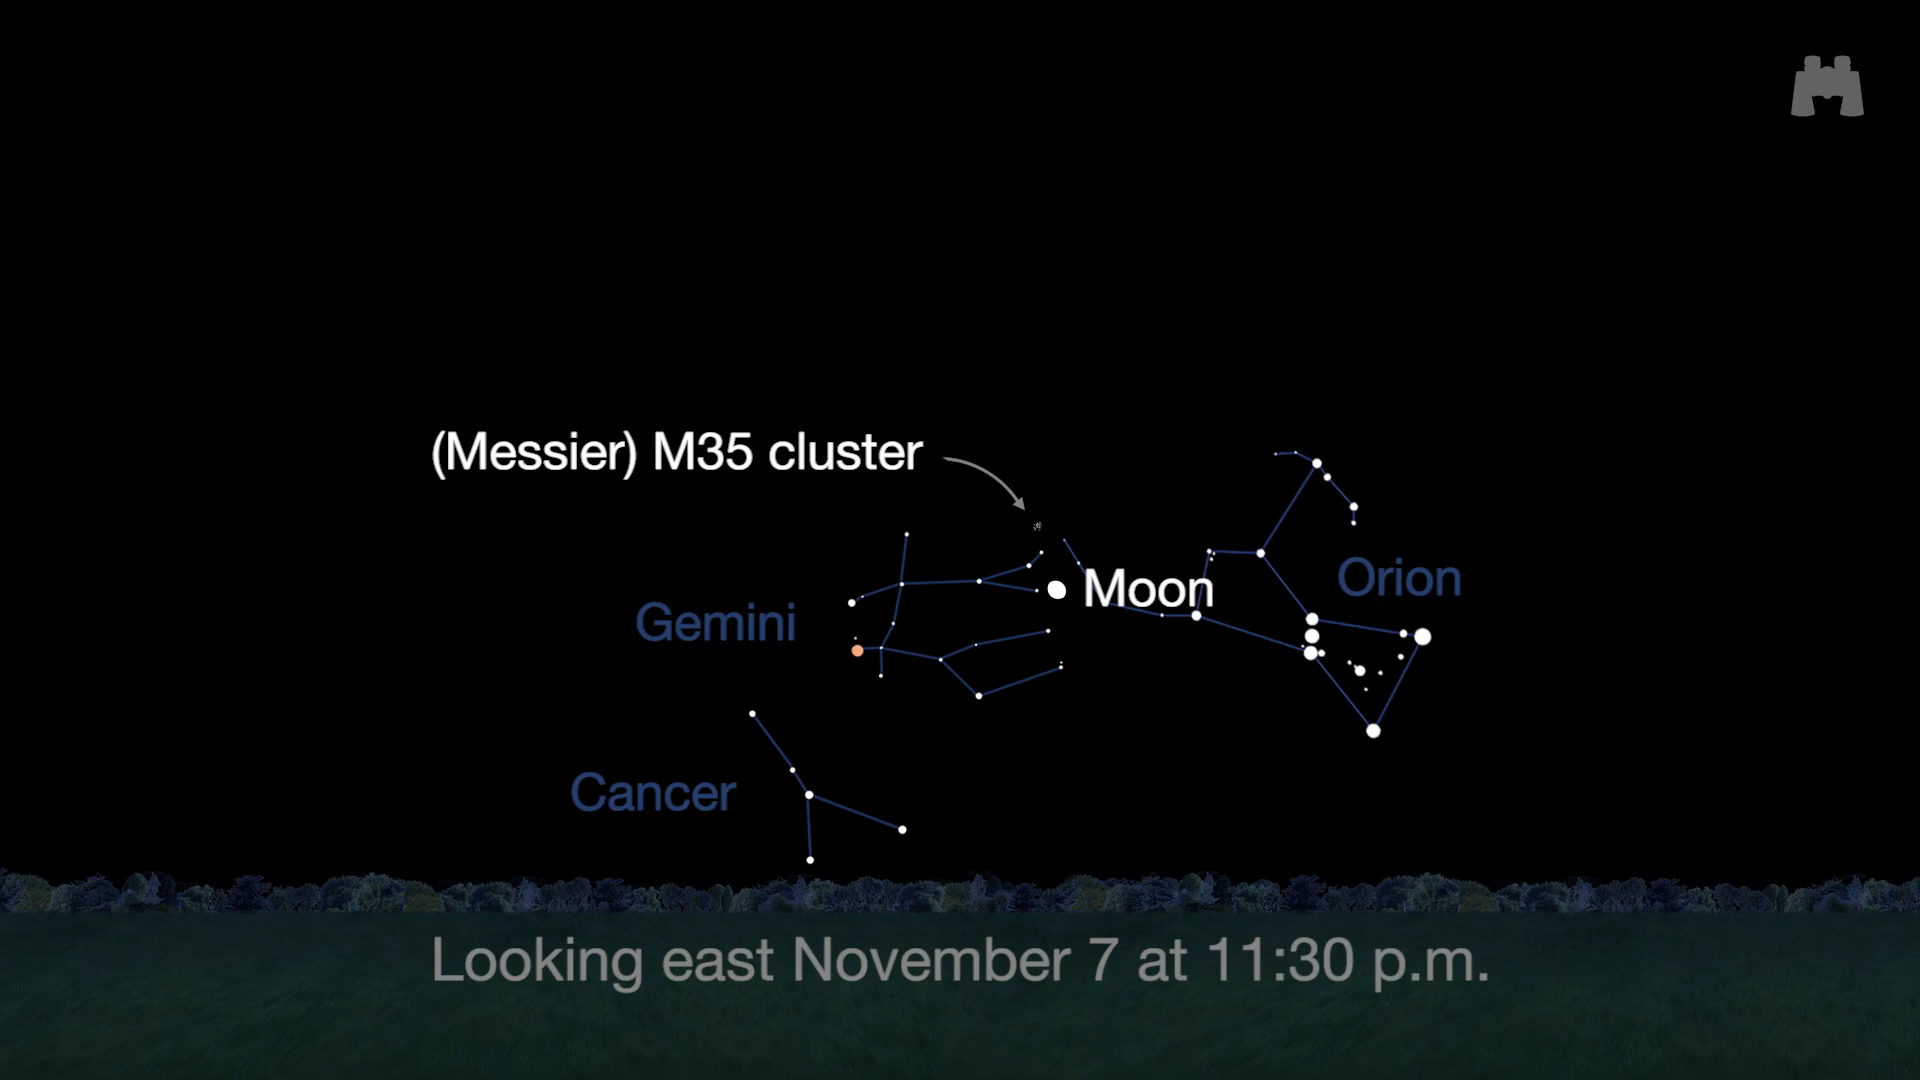 (Messier) M35 cluster
Moon
Orion
Gemini
Cancer
Looking east November 7 at 11:30 p.m.